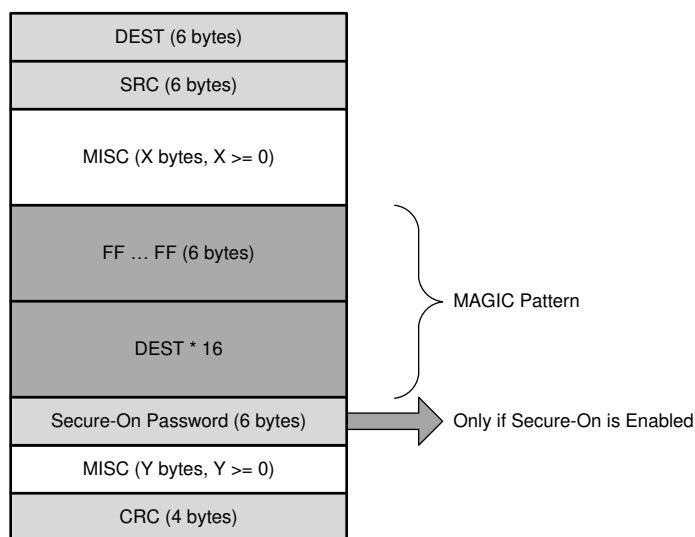 DEST (6 bytes)
SRC (6 bytes)
MISC (X bytes, X >= 0)
FF … FF (6 bytes)
MAGIC Pattern
DEST * 16
Secure-On Password (6 bytes)
Only if Secure-On is Enabled
MISC (Y bytes, Y >= 0)
CRC (4 bytes)